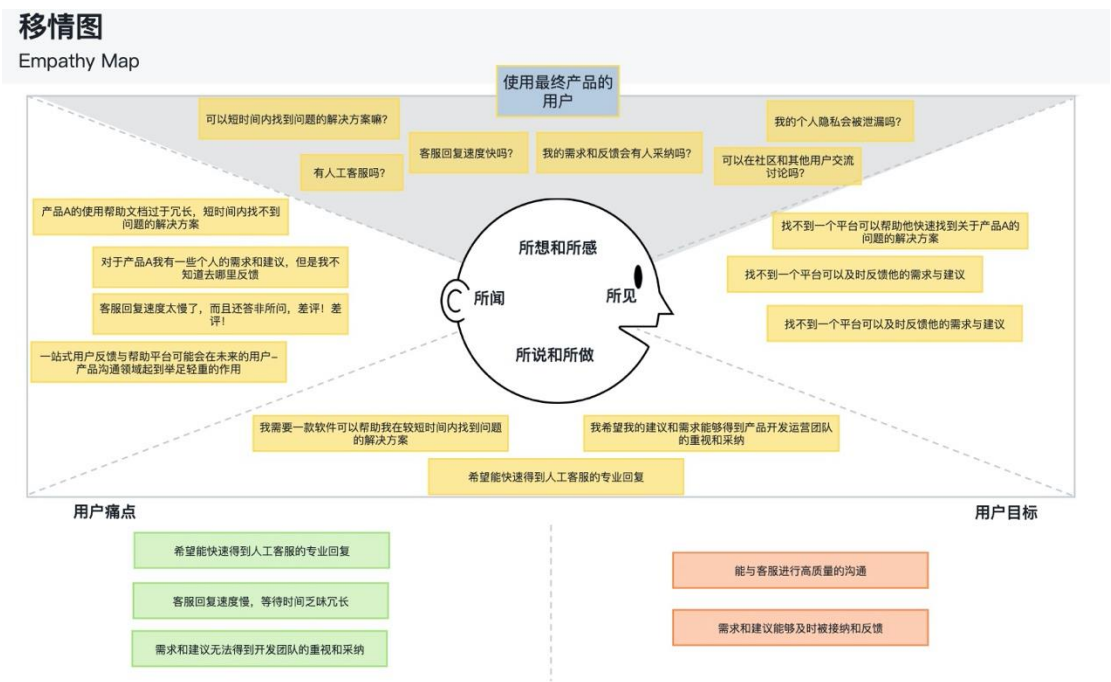 移情图
Empathy Map
使用最终产品的
用户
可以短时间内找到问题的解决方案嘛?
有人工客服吗?
客服回复速度快吗?
我的需求和反馈会有人采纳吗?
我的个人隐私会被泄漏吗?
可以在社区和其他用户交流
讨论吗?
产品A的使用帮助文档过于冗长，短时间内找不到
问题的解决方案
对于产品A我有一些个人的需求和建议，但是我不
知道去哪里反馈
客服回复速度太慢了，而且还答非所问，差评！差
评！
一站式用户反馈与帮助平台可能会在未来的用户-
产品沟通领域起到举足轻重的作用
所想和所感
所闻
所见
所说和所做
找不到一个平台可以帮助他快速找到关于产品A的
问题的解决方案
找不到一个平台可以及时反馈他的需求与建议
找不到一个平台可以及时反馈他的需求与建议
我需要一款软件可以帮助我在较短时间内找到问题
的解决方案
我希望我的建议和需求能够得到产品开发运营团队
的重视和采纳
希望能快速得到人工客服的专业回复
用户痛点
希望能快速得到人工客服的专业回复
客服回复速度慢，等待时间乏味冗长
需求和建议无法得到开发团队的重视和采纳
用户目标
能与客服进行高质量的沟通
需求和建议能够及时被接纳和反馈